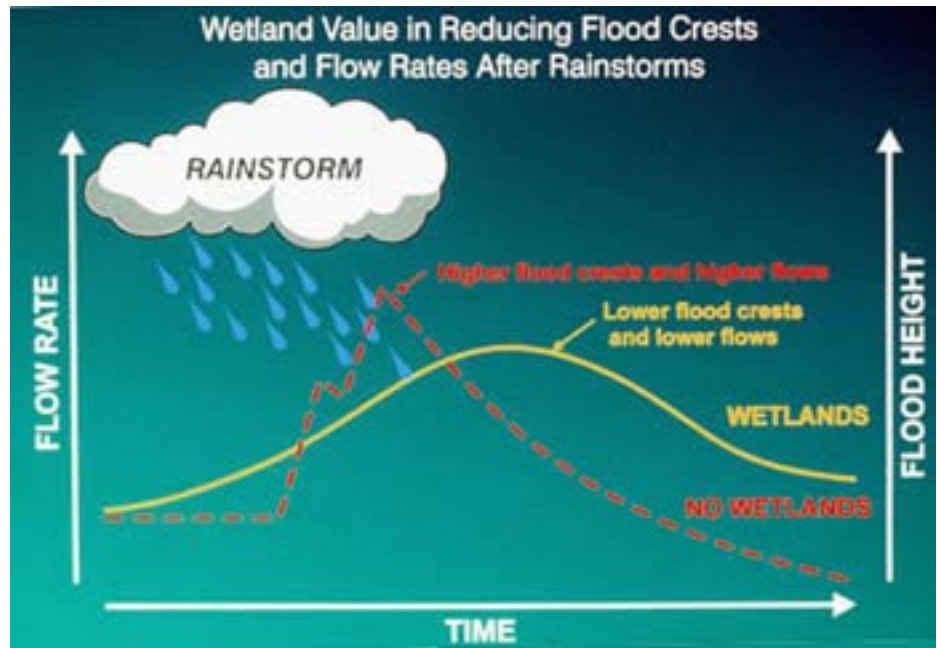 Wetland Value in Reducing Flood Crests
and Flow Rates After Rainstorms
RAINSTORM
Higher flood crests and higher flows
Lower flood crests
and lower flows
FLOW RATE
FLOOD HEIGHT
WETLANDS
NO WETLANDS
TIME